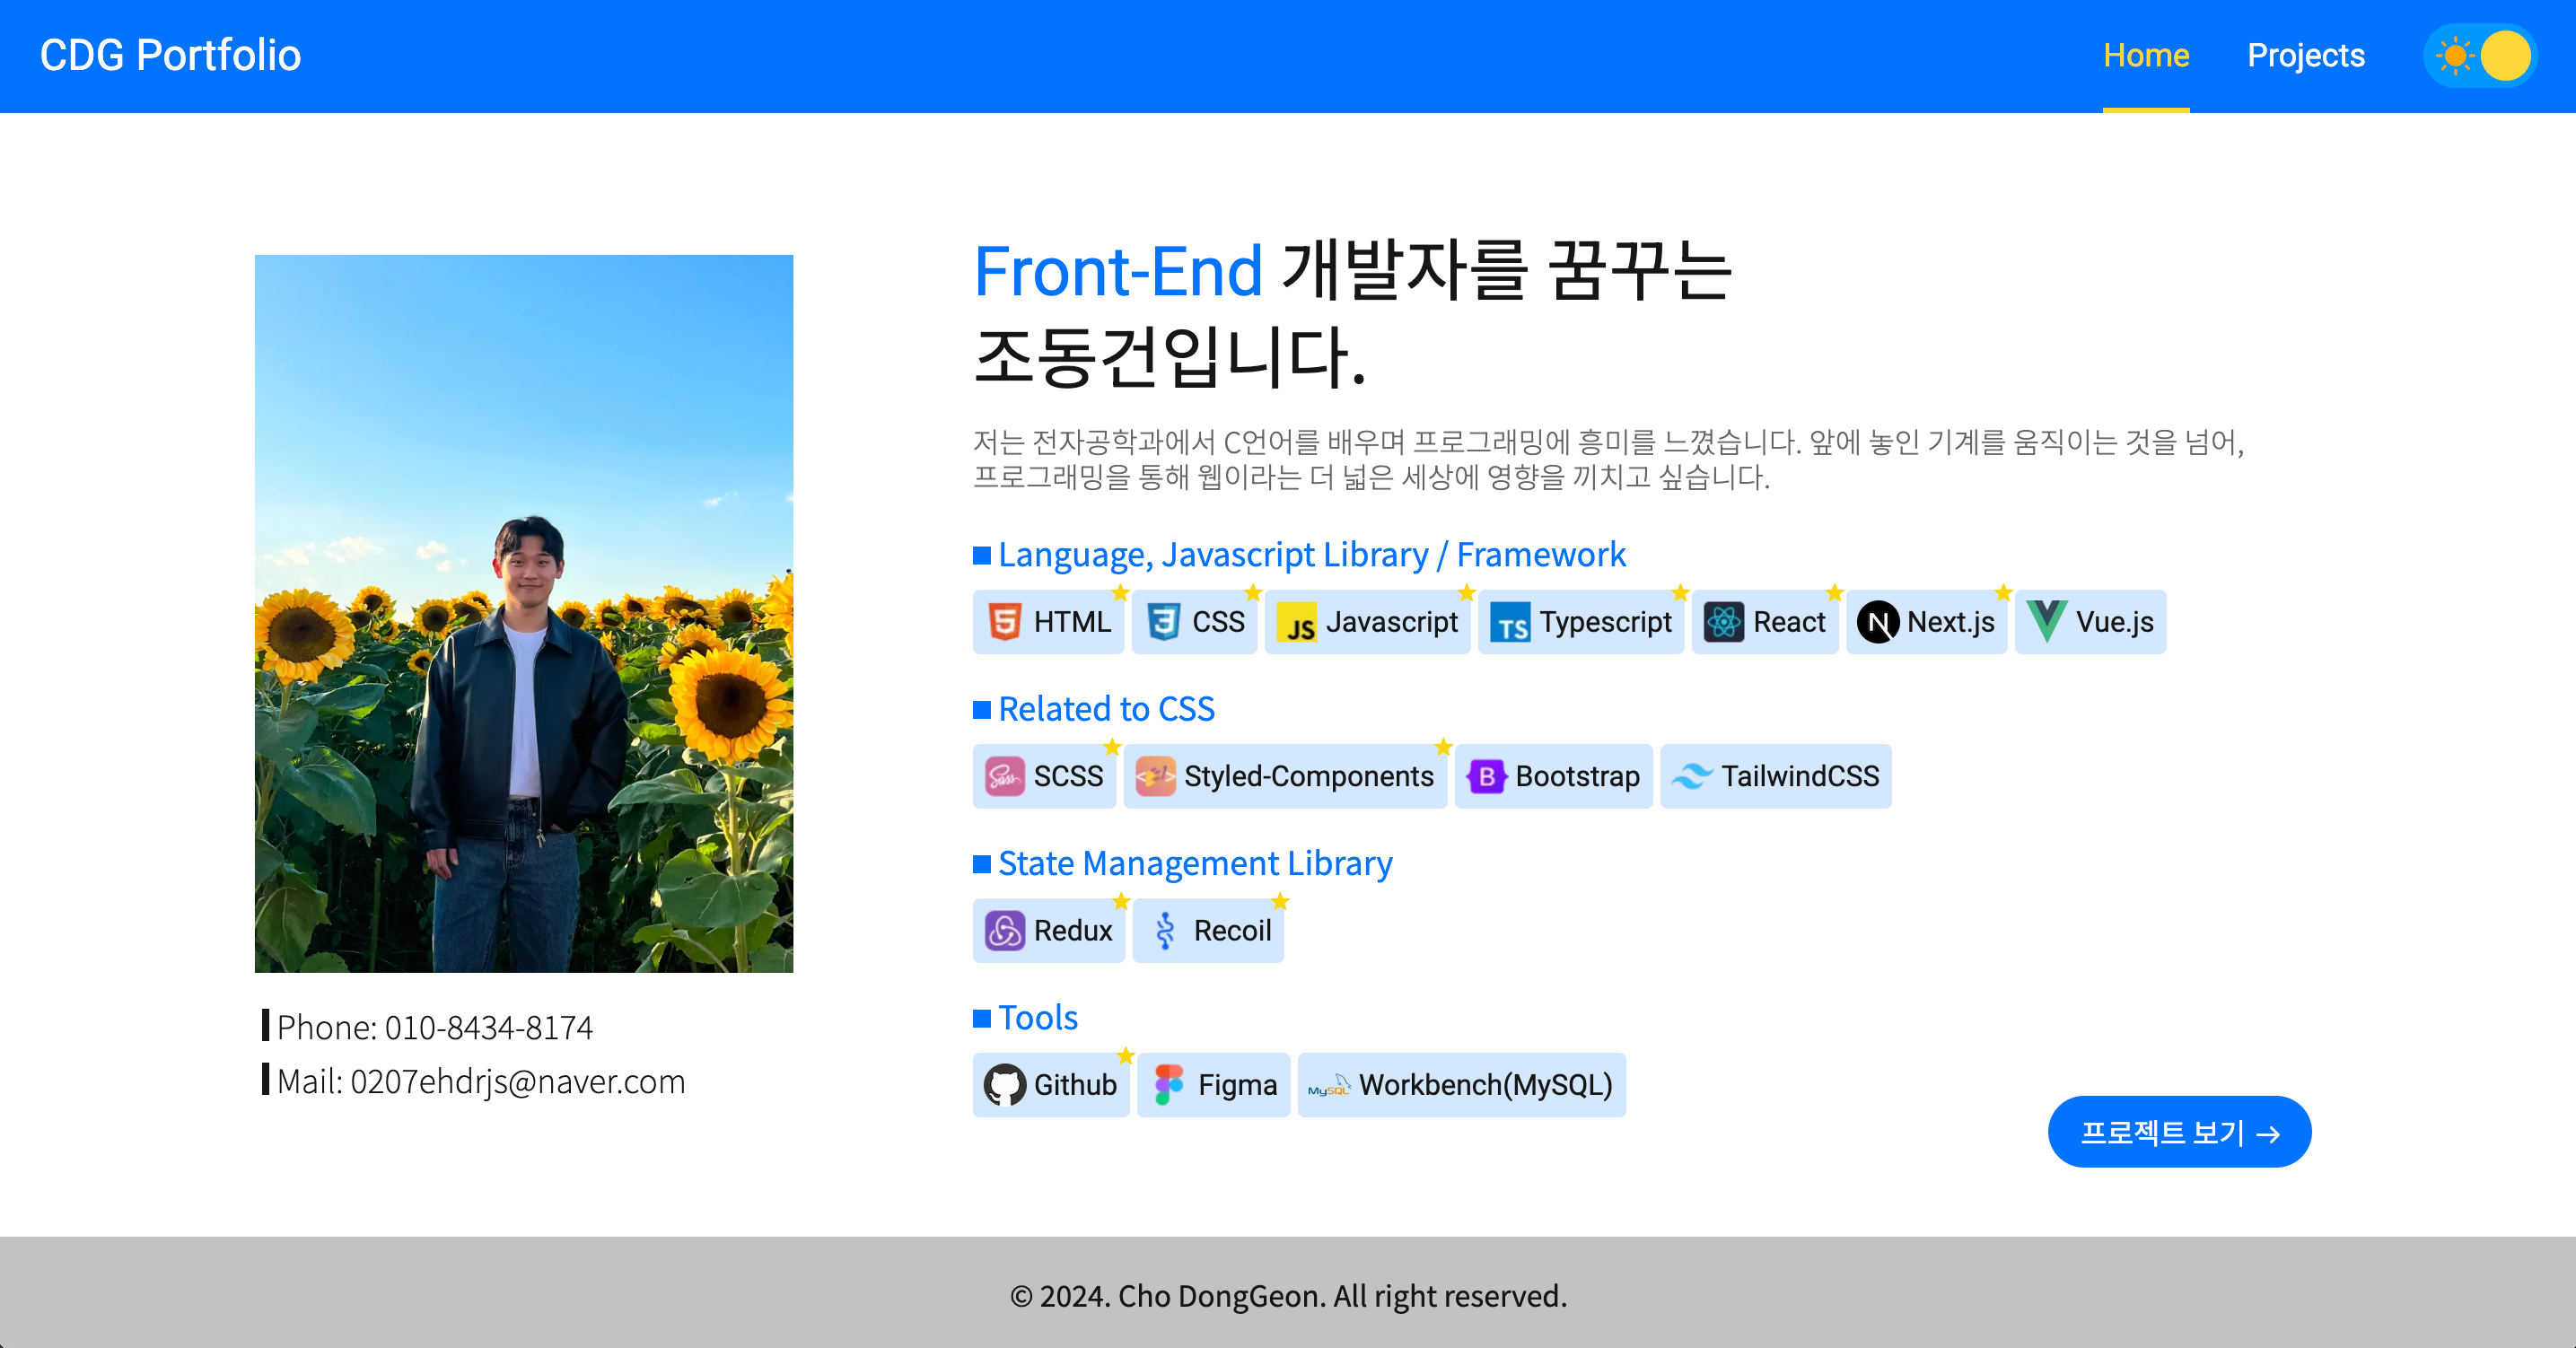 CDG Portfolio
Home
Projects
Front-End 개발자를 꿈꾸는
조동건입니다.
저는 전자공학과에서 C언어를 배우며 프로그래밍에 흥미를 느꼈습니다. 앞에 놓인 기계를 움직이는 것을 넘어,
프로그래밍을 통해 웹이라는 더 넓은 세상에 영향을 끼치고 싶습니다.
Language, Javascript Library / Framework
HTML
CSS
JS Javascript
TS Typescript
React
N Next.js
Vue.js
Related to CSS
Sass SCSS
Styled-Components
B Bootstrap
TailwindCSS
State Management Library
Redux
Recoil
Tools
Github
Figma
MySQL Workbench(MySQL)
Phone: 010-8434-8174
Mail: 0207ehdrjs@naver.com
프로젝트 보기 →
© 2024. Cho DongGeon. All right reserved.